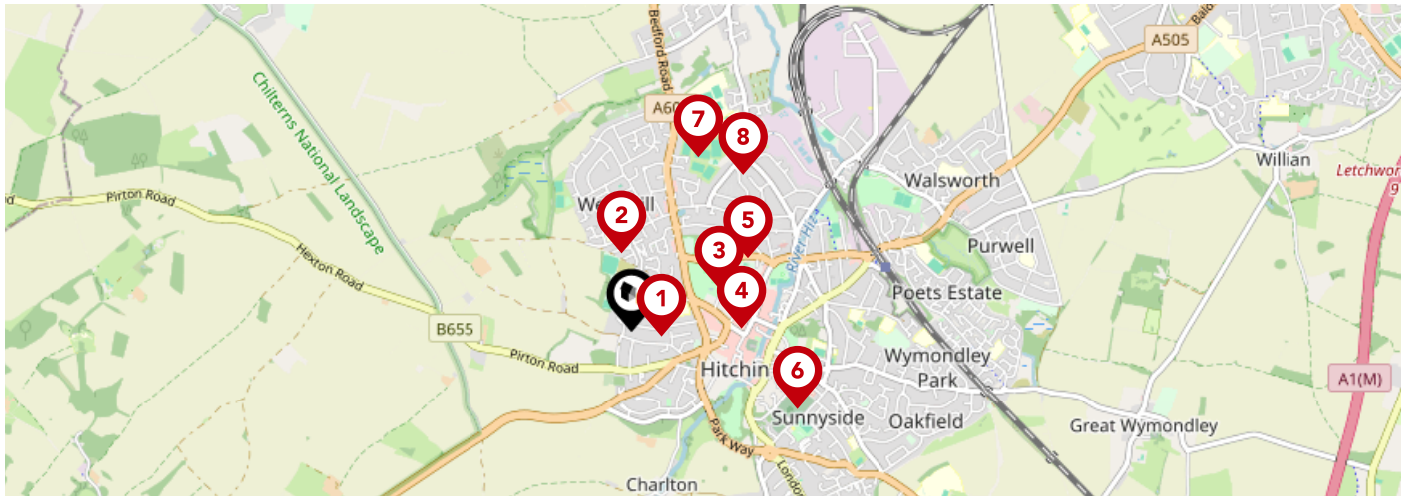 Bedford Road
A505
Chilterns National Landscape
7
8
Willian
Walsworth
Pirton Road
2
5
River Hiz
Purwell
3
Hexton Road
4
1
Poets Estate
B655
Wymondley
Park
Pirton Road
Hitchin
6
A1(M)
Sunnyside
Oakfield
Great Wymondley
Park Way
Charlton